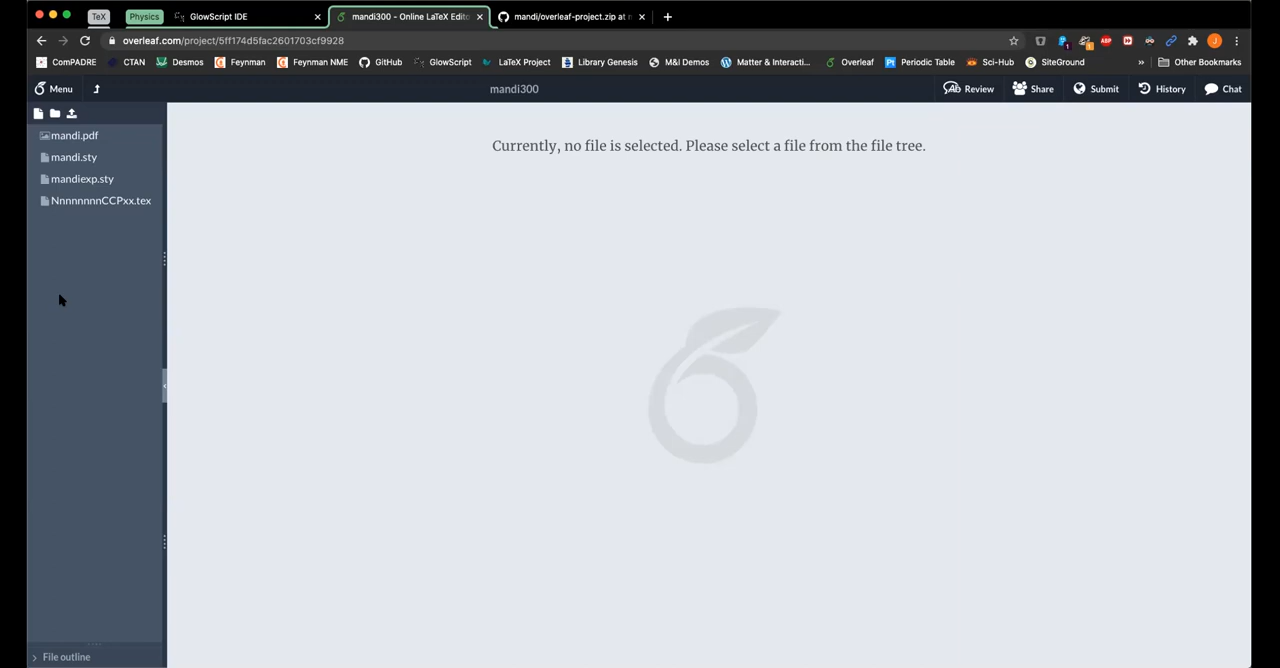 TeX Physics GlowScript IDE mandi300 - Online LaTeX Edito mandi/overleaf-project.zip at n
overleaf.com/project/5ff174d5fac2601703cf9928
ComPADRE CTAN Desmos Feynman Feynman NME GitHub GlowScript LaTeX Project Library Genesis M&I Demos Matter & Interacti... Overleaf Periodic Table Sci-Hub SiteGround » Other Bookmarks
Menu mandi300 Review Share Submit History Chat
mandi.pdf
Currently, no file is selected. Please select a file from the file tree.
mandi.sty
mandiexp.sty
NnnnnnnnCCPxx.tex
File outline